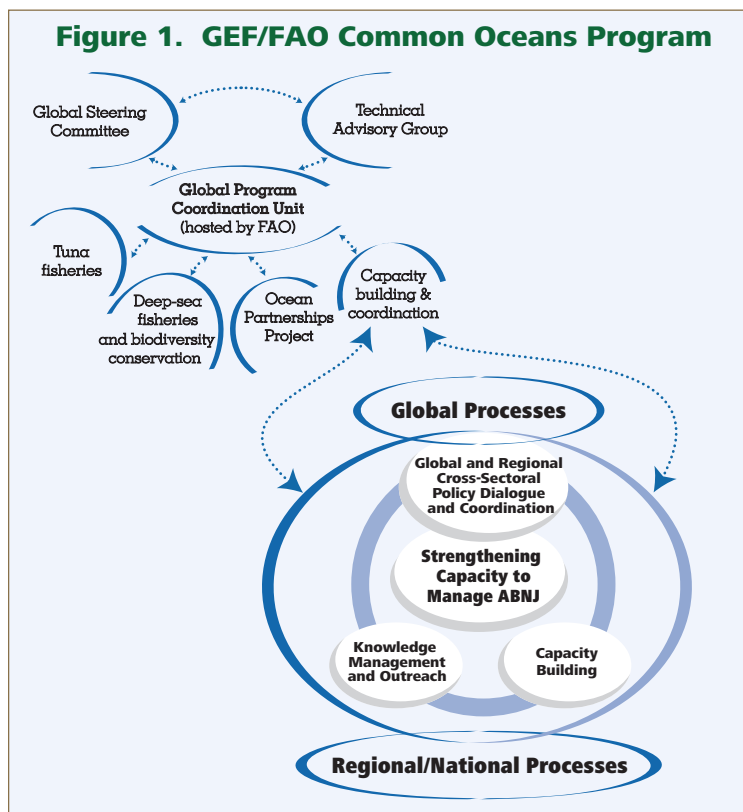 Figure 1. GEF/FAO Common Oceans Program
Global Steering
Committee
Technical
Advisory Group
Global Program
Coordination Unit
(hosted by FAO)
Tuna
fisheries
Deep-sea
fisheries
and biodiversity
conservation
Ocean
Partnerships
Project
Capacity
building &
coordination
Global Processes
Global and Regional
Cross-Sectoral
Policy Dialogue
and Coordination
Strengthening
Capacity to
Manage ABNJ
Knowledge
Management
and Outreach
Capacity
Building
Regional/National Processes